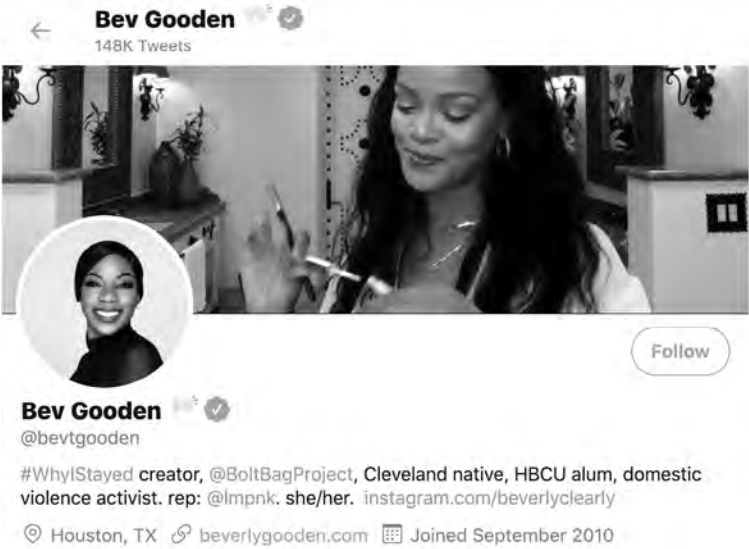 Bev Gooden
148K Tweets
Follow
Bev Gooden
@bevtgooden
#WhyIStayed creator, @BoltBagProject, Cleveland native, HBCU alum, domestic
violence activist. rep: @lmpnk. she/her. instagram.com/beverlyclearly
Houston, TX beverlygooden.com Joined September 2010